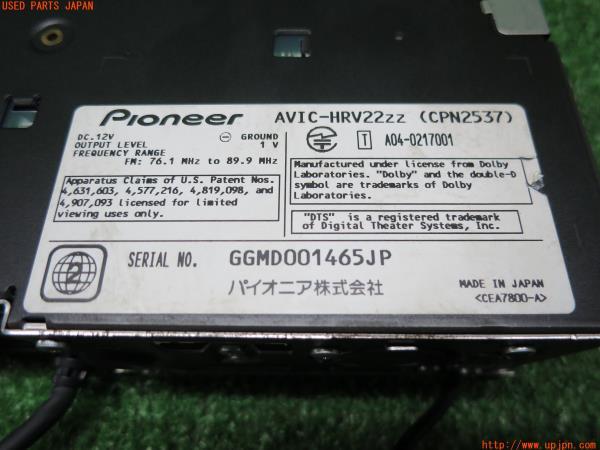 USED PARTS JAPAN
Pioneer AVIC-HRV22zz (CPN2537)
DC.12V ⊖ GROUND
OUTPUT LEVEL 1 V
FREQUENCY RANGE
FM: 76.1 MHz to 89.9 MHz
T A04-0217001
Apparatus Claims of U.S. Patent Nos.
4,631,603, 4,577,216, 4,819,098, and
4,907,093 licensed for limited
viewing uses only.
Manufactured under license from Dolby
Laboratories. "Dolby" and the double-D
symbol are trademarks of Dolby
Laboratories.
"DTS" is a registered trademark
of Digital Theater Systems, Inc.
2
SERIAL NO. GGMD001465JP
パイオニア株式会社
MADE IN JAPAN
<CEA7800-A>
http://www.upjpn.com